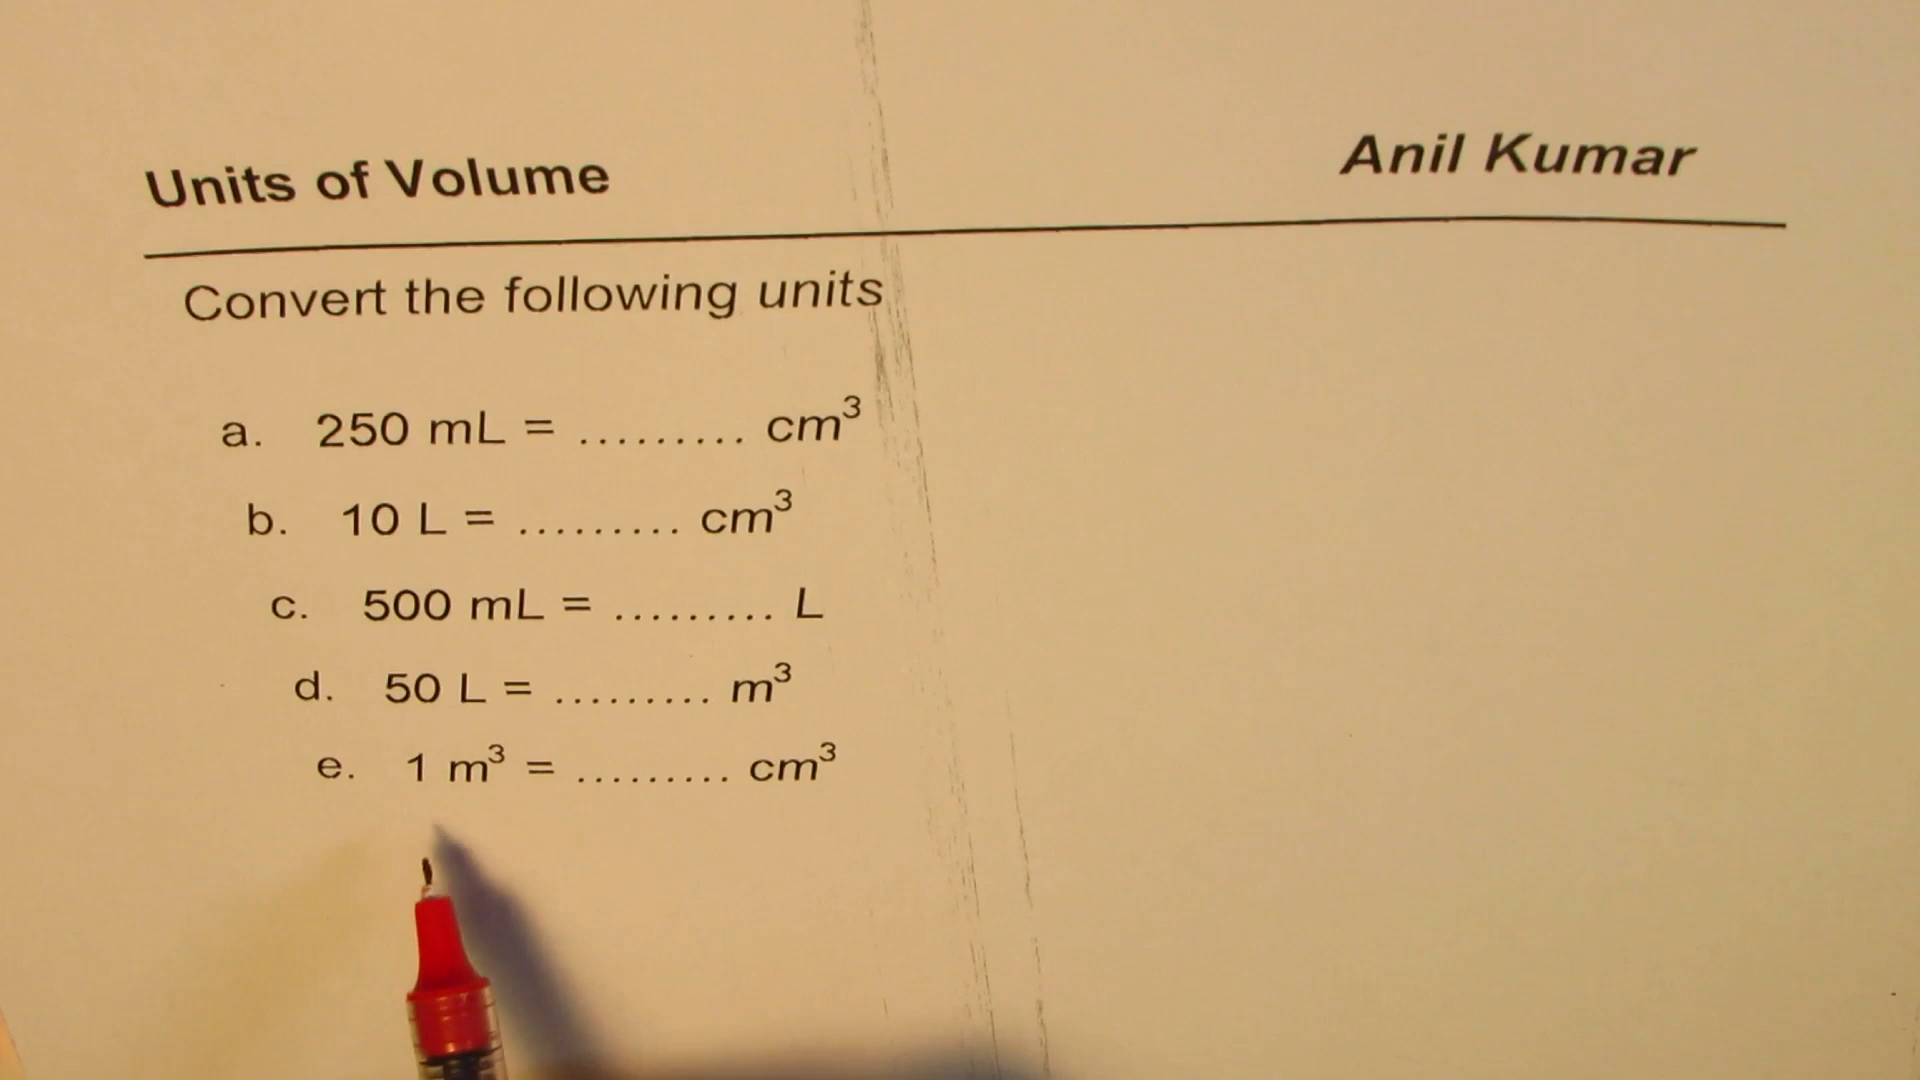 Units of Volume
Anil Kumar
Convert the following units
a. 250 mL = ......... cm³
b. 10 L = ......... cm³
c. 500 mL = ......... L
d. 50 L = ......... m³
e. 1 m³ = ......... cm³